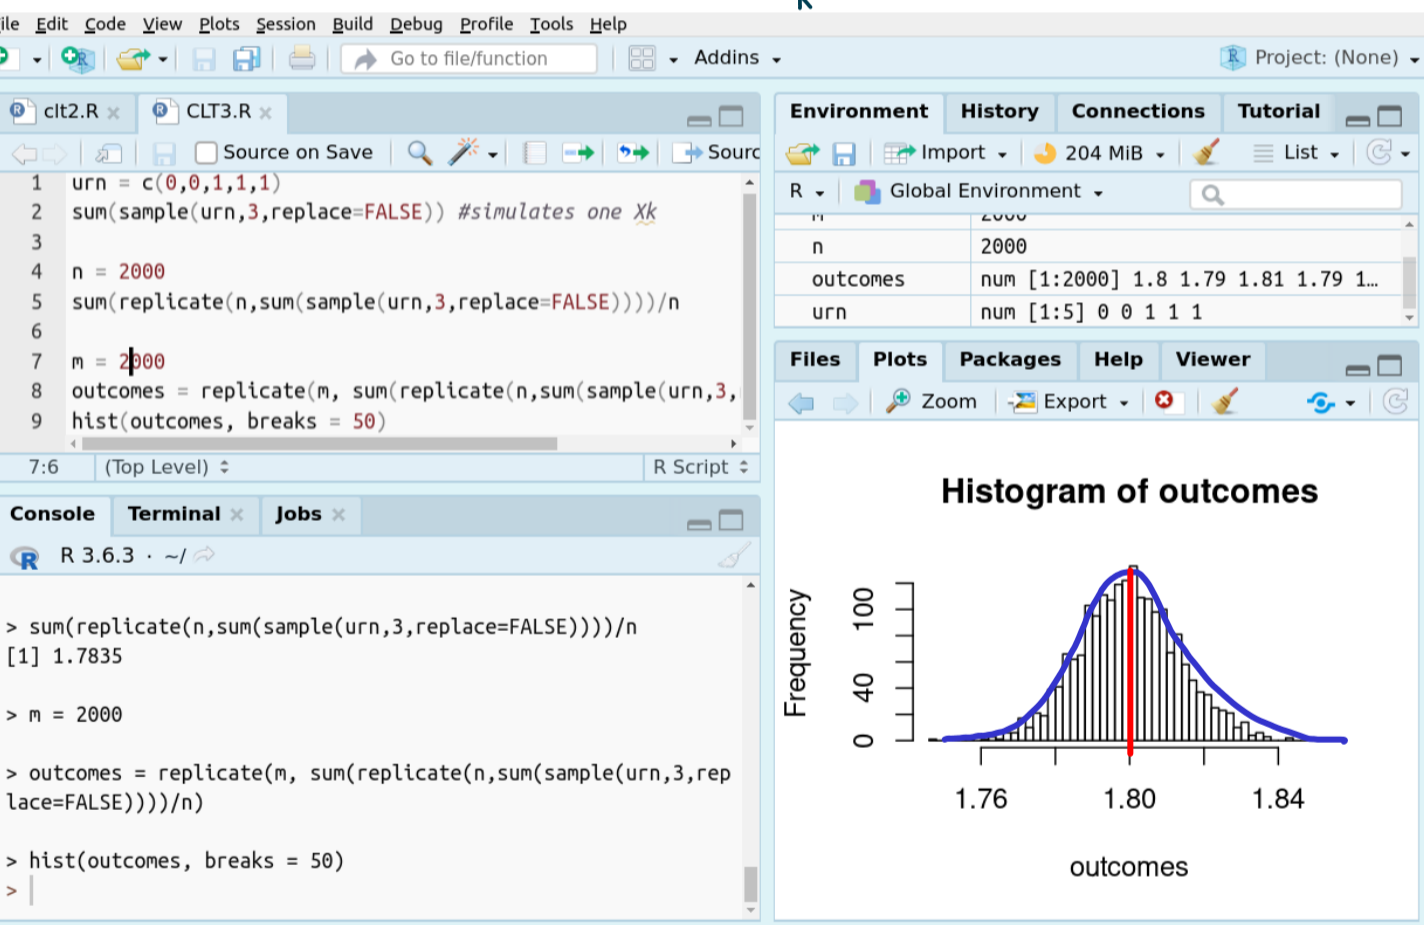 ile Edit Code View Plots Session Build Debug Profile Tools Help
Go to file/function Addins Project: (None)
clt2.R CLT3.R
Source on Save Sourc
1 urn = c(0,0,1,1,1)
2 sum(sample(urn,3,replace=FALSE)) #simulates one Xk
3
4 n = 2000
5 sum(replicate(n,sum(sample(urn,3,replace=FALSE))))/n
6
7 m = 2000
8 outcomes = replicate(m, sum(replicate(n,sum(sample(urn,3,
9 hist(outcomes, breaks = 50)
7:6 (Top Level) R Script
Console Terminal Jobs
R 3.6.3 · ~/
> sum(replicate(n,sum(sample(urn,3,replace=FALSE))))/n
[1] 1.7835
> m = 2000
> outcomes = replicate(m, sum(replicate(n,sum(sample(urn,3,rep
lace=FALSE))))/n)
> hist(outcomes, breaks = 50)
>
Environment History Connections Tutorial
Import 204 MiB List
R Global Environment
m 2000
n 2000
outcomes num [1:2000] 1.8 1.79 1.81 1.79 1…
urn num [1:5] 0 0 1 1 1
Files Plots Packages Help Viewer
Zoom Export
Histogram of outcomes
Frequency
100
40
0
1.76 1.80 1.84
outcomes